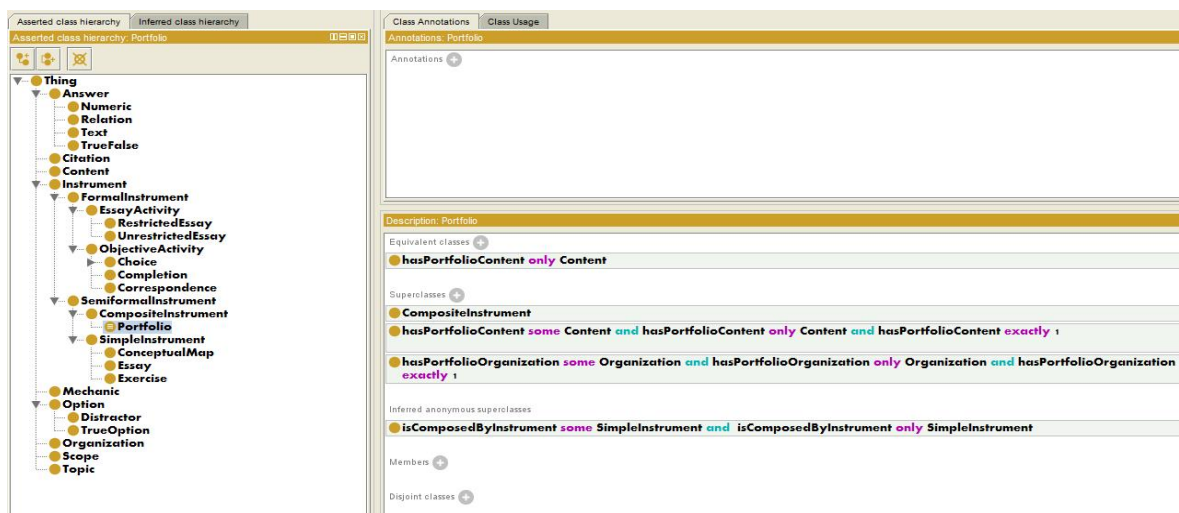 Asserted class hierarchy
Inferred class hierarchy
Asserted class hierarchy: Portfolio
Thing
Answer
Numeric
Relation
Text
TrueFalse
Citation
Content
Instrument
FormalInstrument
EssayActivity
RestrictedEssay
UnrestrictedEssay
ObjectiveActivity
Choice
Completion
Correspondence
SemiformalInstrument
CompositeInstrument
Portfolio
SimpleInstrument
ConceptualMap
Essay
Exercise
Mechanic
Option
Distractor
TrueOption
Organization
Scope
Topic
Class Annotations
Class Usage
Annotations: Portfolio
Annotations
Description: Portfolio
Equivalent classes
hasPortfolioContent only Content
Superclasses
CompositeInstrument
hasPortfolioContent some Content and hasPortfolioContent only Content and hasPortfolioContent exactly 1
hasPortfolioOrganization some Organization and hasPortfolioOrganization only Organization and hasPortfolioOrganization
exactly 1
Inferred anonymous superclasses
isComposedByInstrument some SimpleInstrument and isComposedByInstrument only SimpleInstrument
Members
Disjoint classes